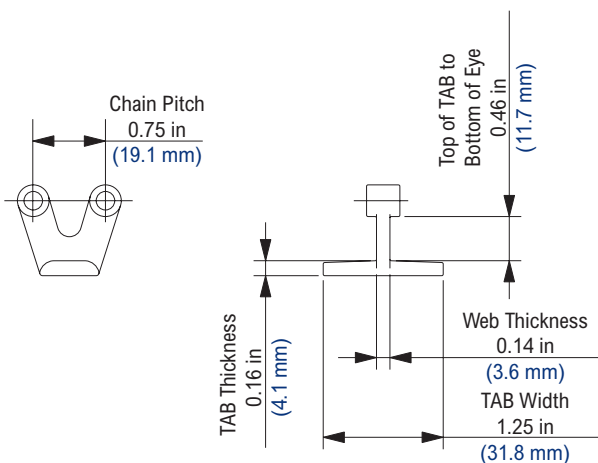 Chain Pitch
0.75 in
(19.1 mm)
Top of TAB to
Bottom of Eye
0.46 in
(11.7 mm)
TAB Thickness
0.16 in
(4.1 mm)
Web Thickness
0.14 in
(3.6 mm)
TAB Width
1.25 in
(31.8 mm)